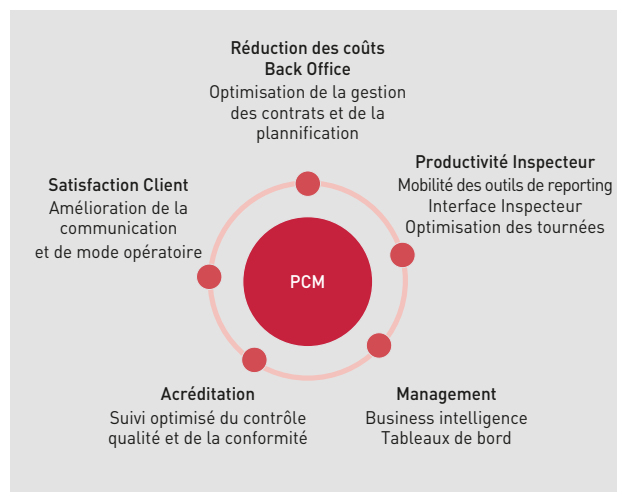 Réduction des coûts
Back Office
Optimisation de la gestion
des contrats et de la
plannification
Productivité Inspecteur
Mobilité des outils de reporting
Interface Inspecteur
Optimisation des tournées
Satisfaction Client
Amélioration de la
communication
et de mode opératoire
PCM
Acréditation
Suivi optimisé du contrôle
qualité et de la conformité
Management
Business intelligence
Tableaux de bord